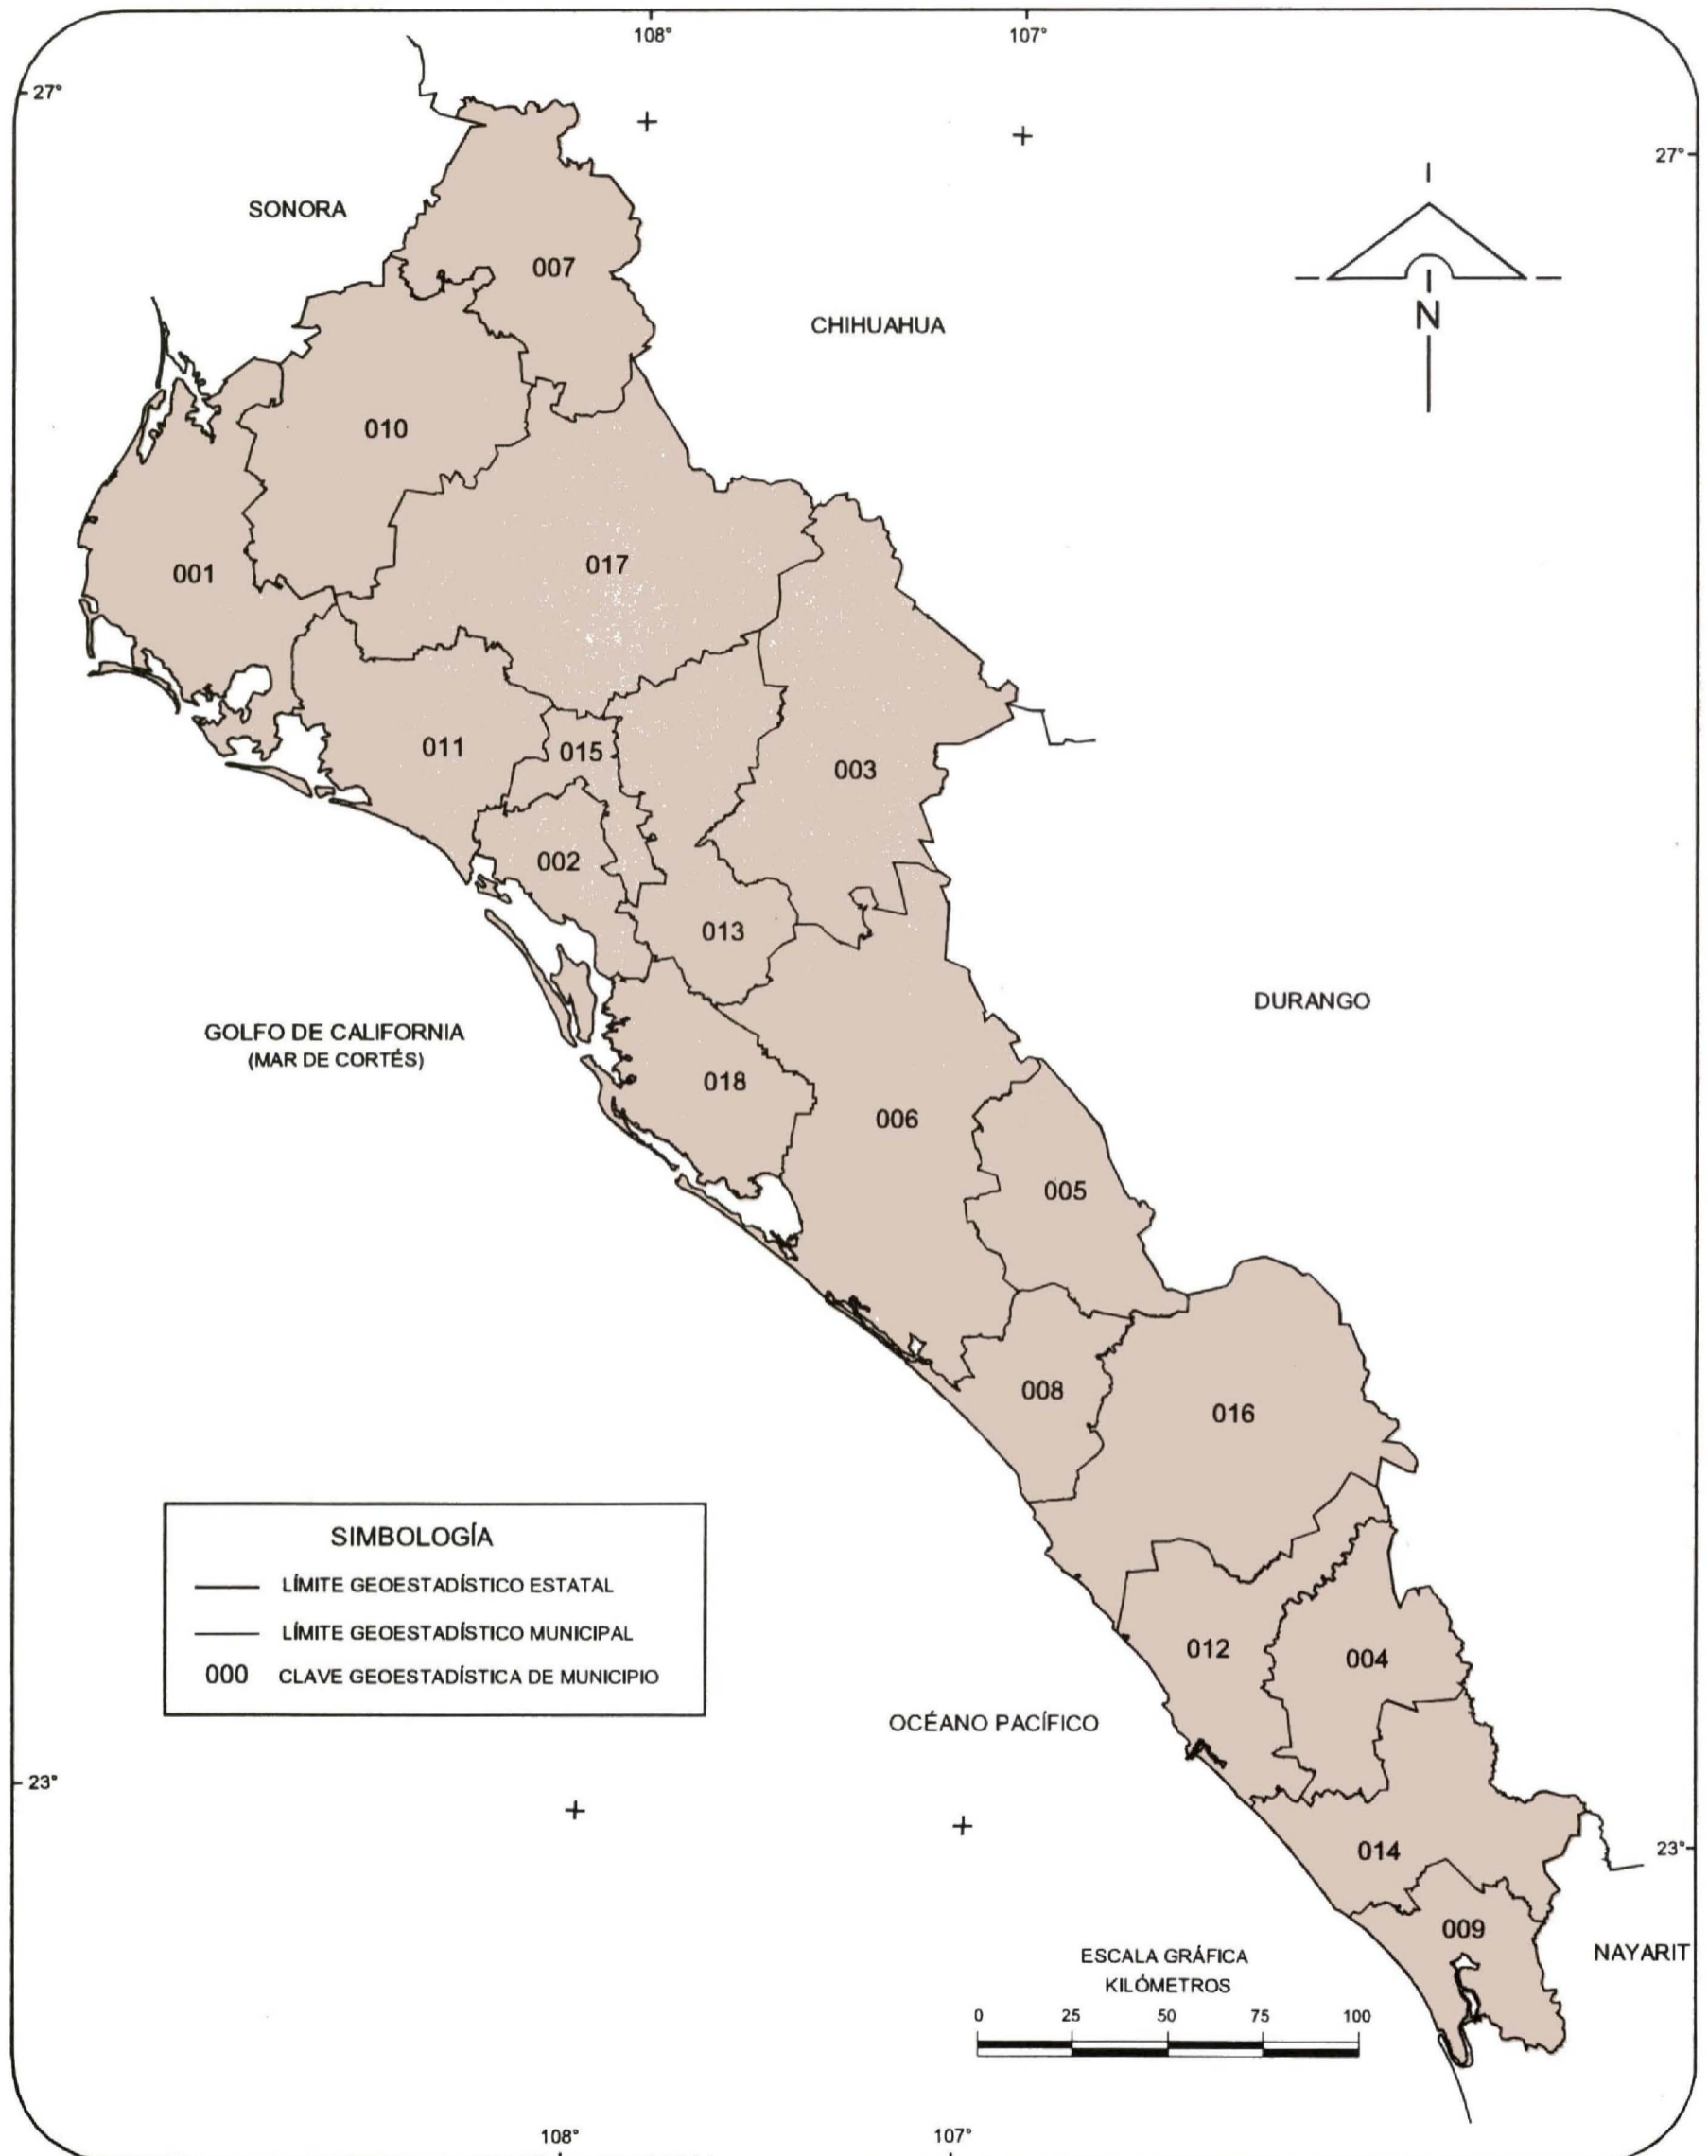 108°
107°
27°
27°
SONORA
007
N
CHIHUAHUA
010
017
001
011
015
003
002
013
DURANGO
GOLFO DE CALIFORNIA
(MAR DE CORTÉS)
018
006
005
008
016
SIMBOLOGÍA
LÍMITE GEOESTADÍSTICO ESTATAL
LÍMITE GEOESTADÍSTICO MUNICIPAL
000 CLAVE GEOESTADÍSTICA DE MUNICIPIO
012
004
OCÉANO PACÍFICO
23°
014
23°
009
NAYARIT
ESCALA GRÁFICA
KILÓMETROS
0 25 50 75 100
108°
107°